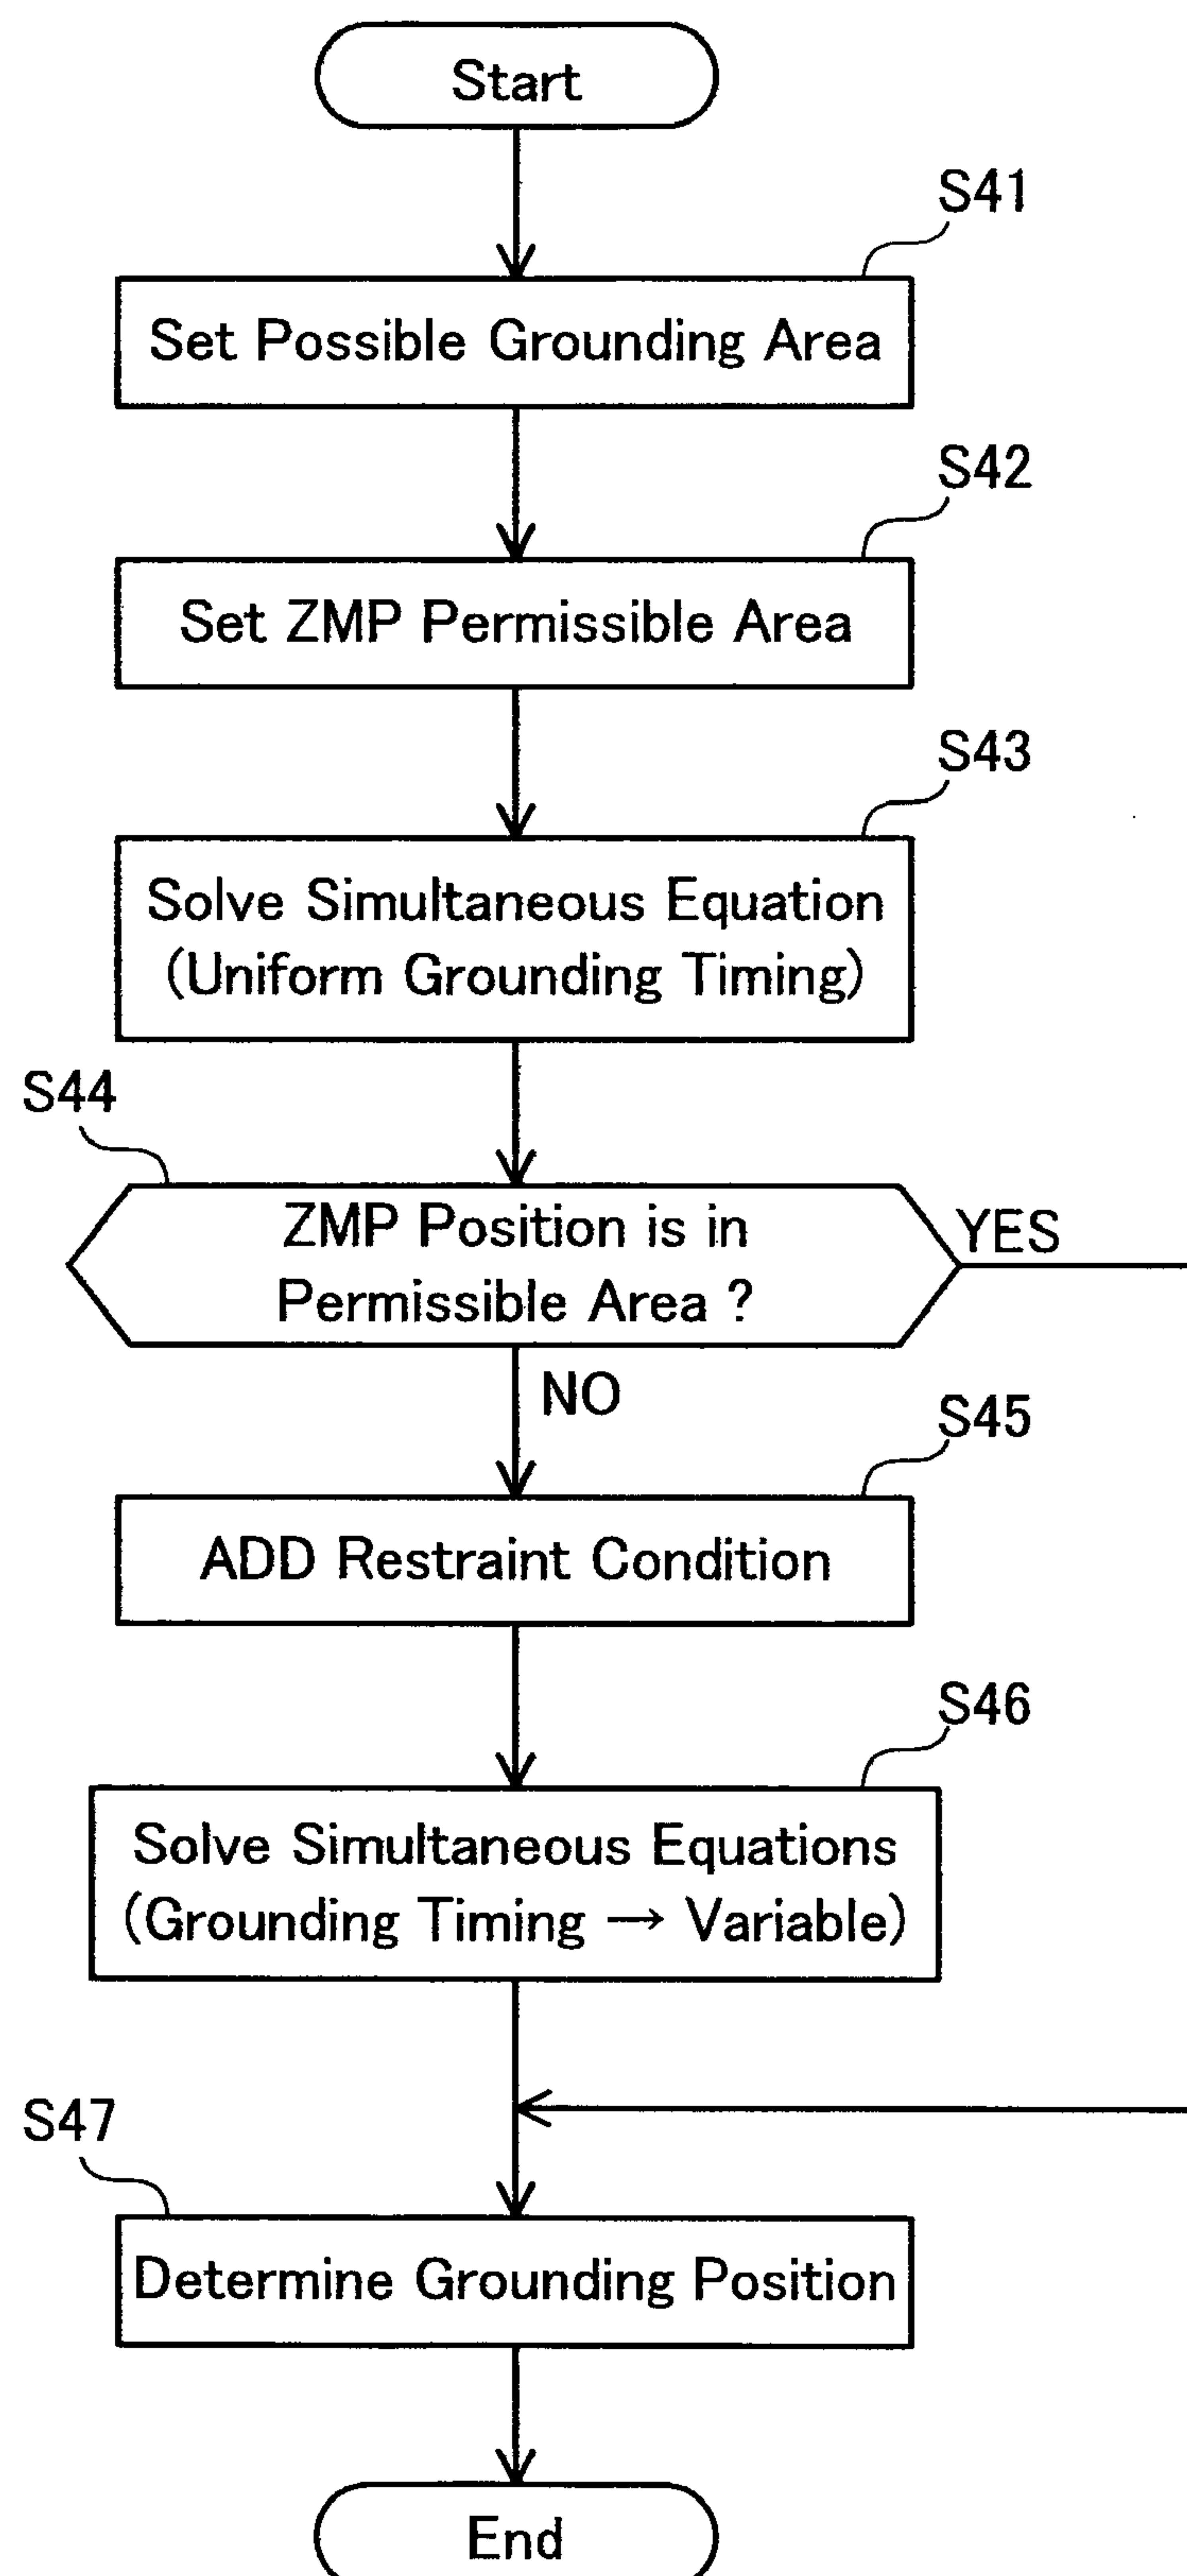 Start
S41
Set Possible Grounding Area
S42
Set ZMP Permissible Area
S43
Solve Simultaneous Equation
(Uniform Grounding Timing)
S44
ZMP Position is in
Permissible Area ?
YES
NO
S45
ADD Restraint Condition
S46
Solve Simultaneous Equations
(Grounding Timing → Variable)
S47
Determine Grounding Position
End